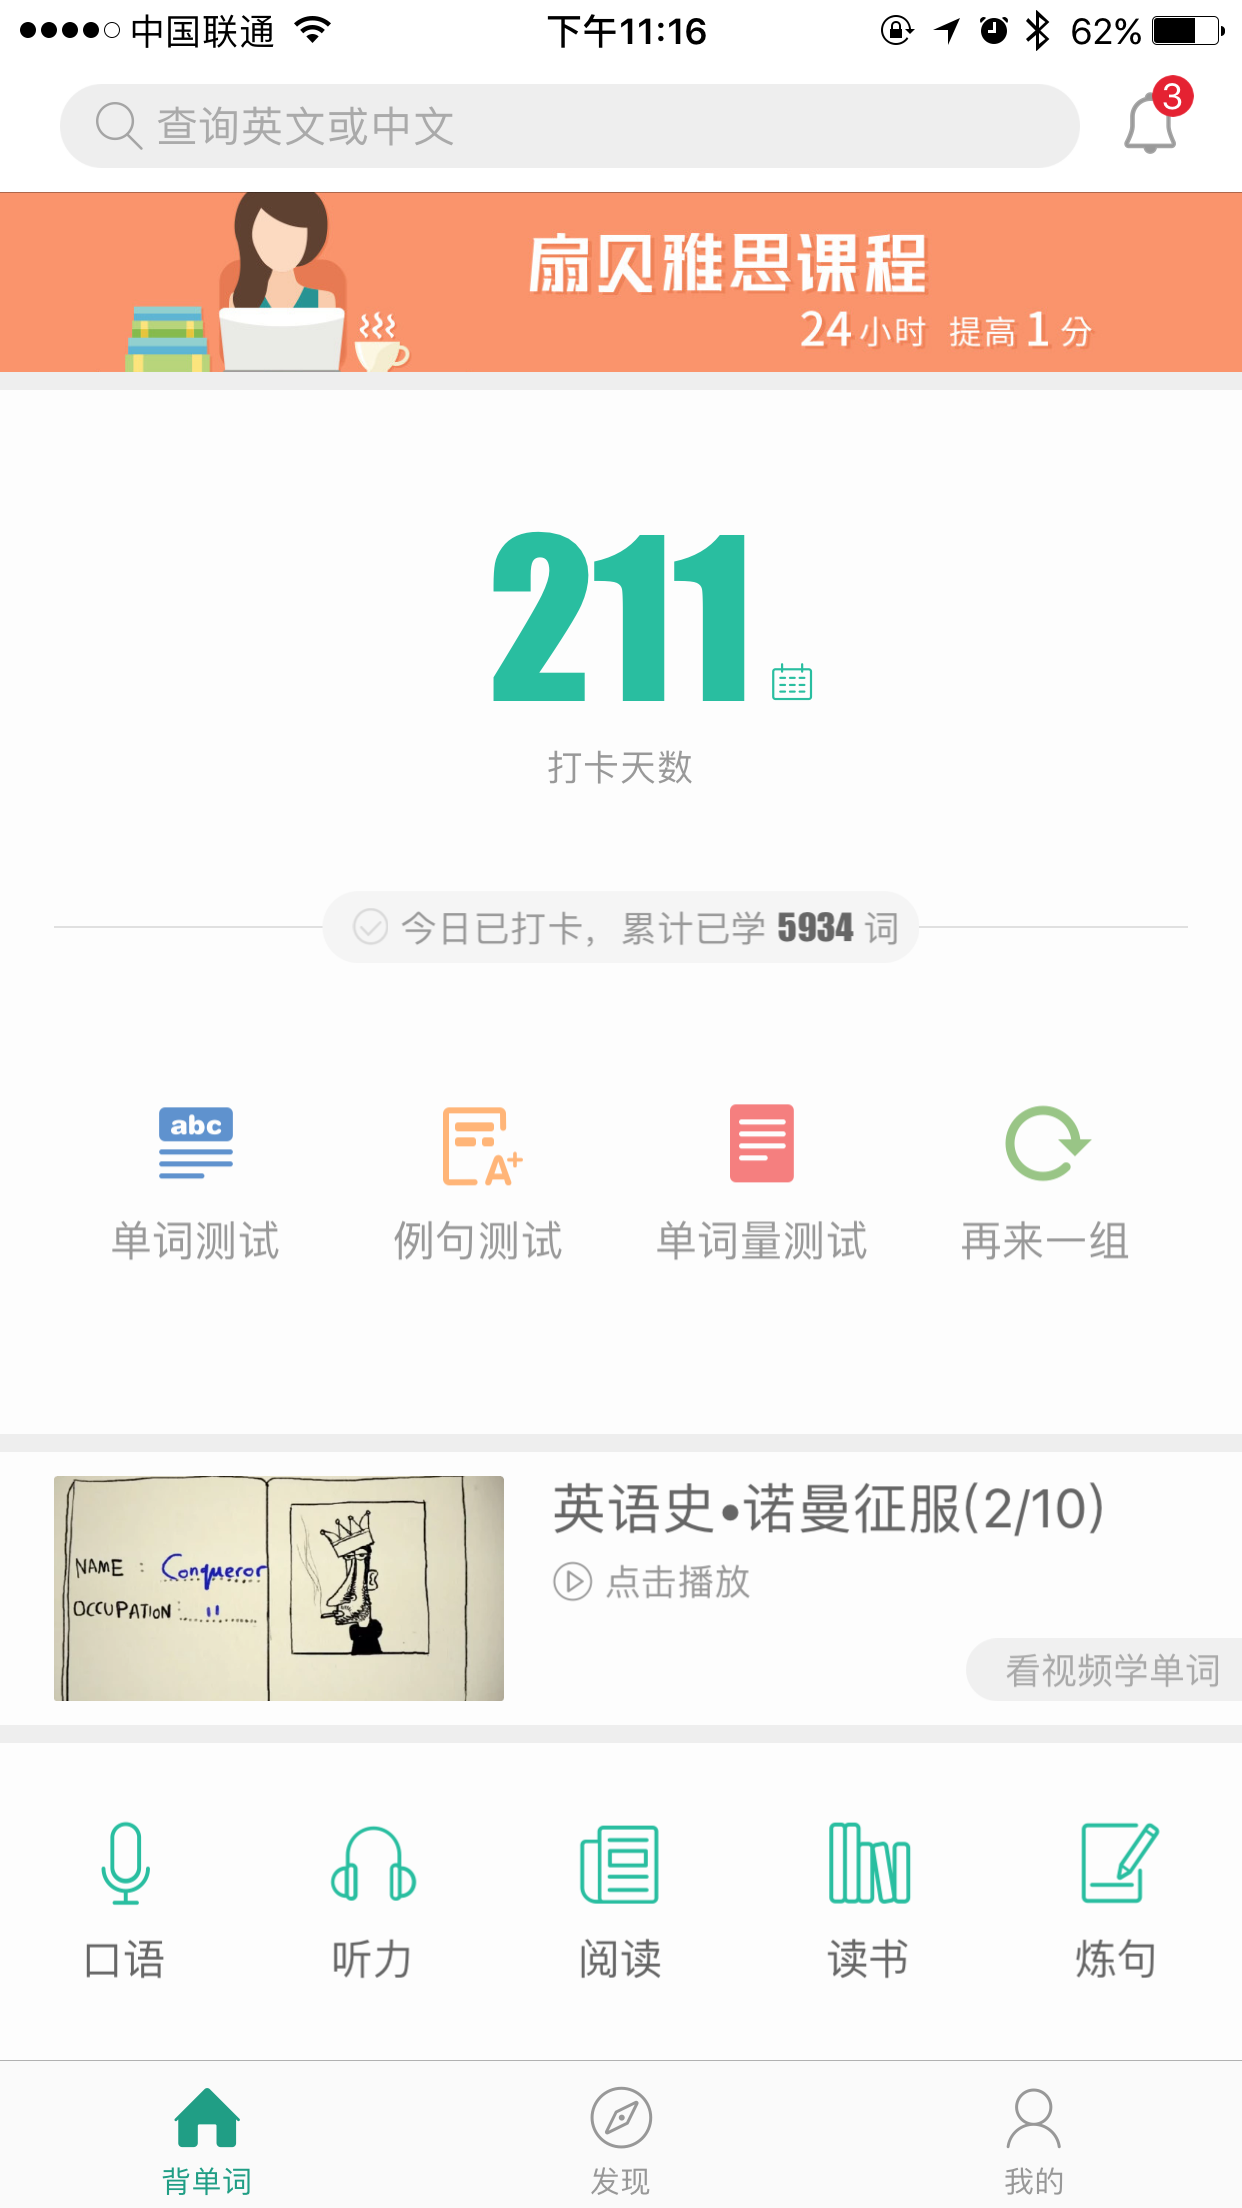 中国联通 下午11:16 62%
查询英文或中文 3
扇贝雅思课程
24小时 提高1分
211
打卡天数
今日已打卡，累计已学 5934 词
abc A+
单词测试 例句测试 单词量测试 再来一组
英语史•诺曼征服(2/10)
NAME : Conqueror
OCCUPATION: "
点击播放
看视频学单词
口语 听力 阅读 读书 炼句
背单词 发现 我的